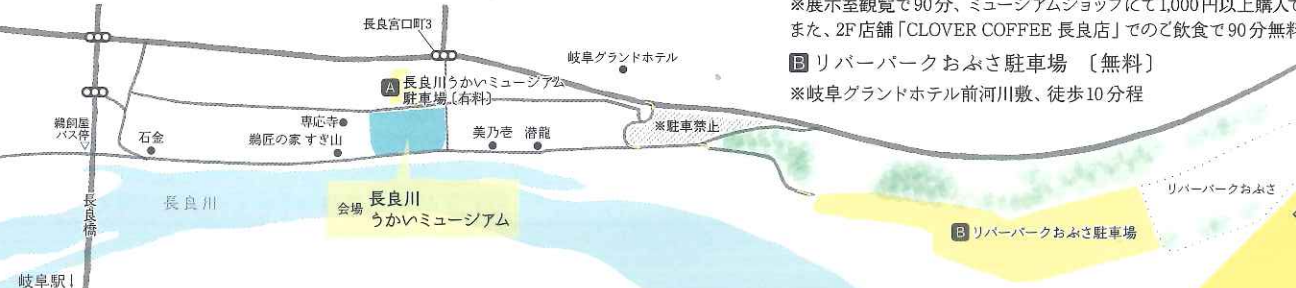 ※展示室観覧で90分、ミュージアムショップにて1,000円以上購入で
また、2F店舗「CLOVER COFFEE 長良店」でのご飲食で90分無料
B リバーパークおぶさ駐車場 〔無料〕
※岐阜グランドホテル前河川敷、徒歩10分程
長良宮口町3
岐阜グランドホテル
A 長良川うかいミュージアム
駐車場〔有料〕
鵜飼屋
バス停
石金
専応寺
鵜匠の家 すぎ山
美乃壱
潜龍
※駐車禁止
長良橋
長良川
会場 長良川
うかいミュージアム
リバーパークおぶさ
B リバーパークおぶさ駐車場
岐阜駅↓